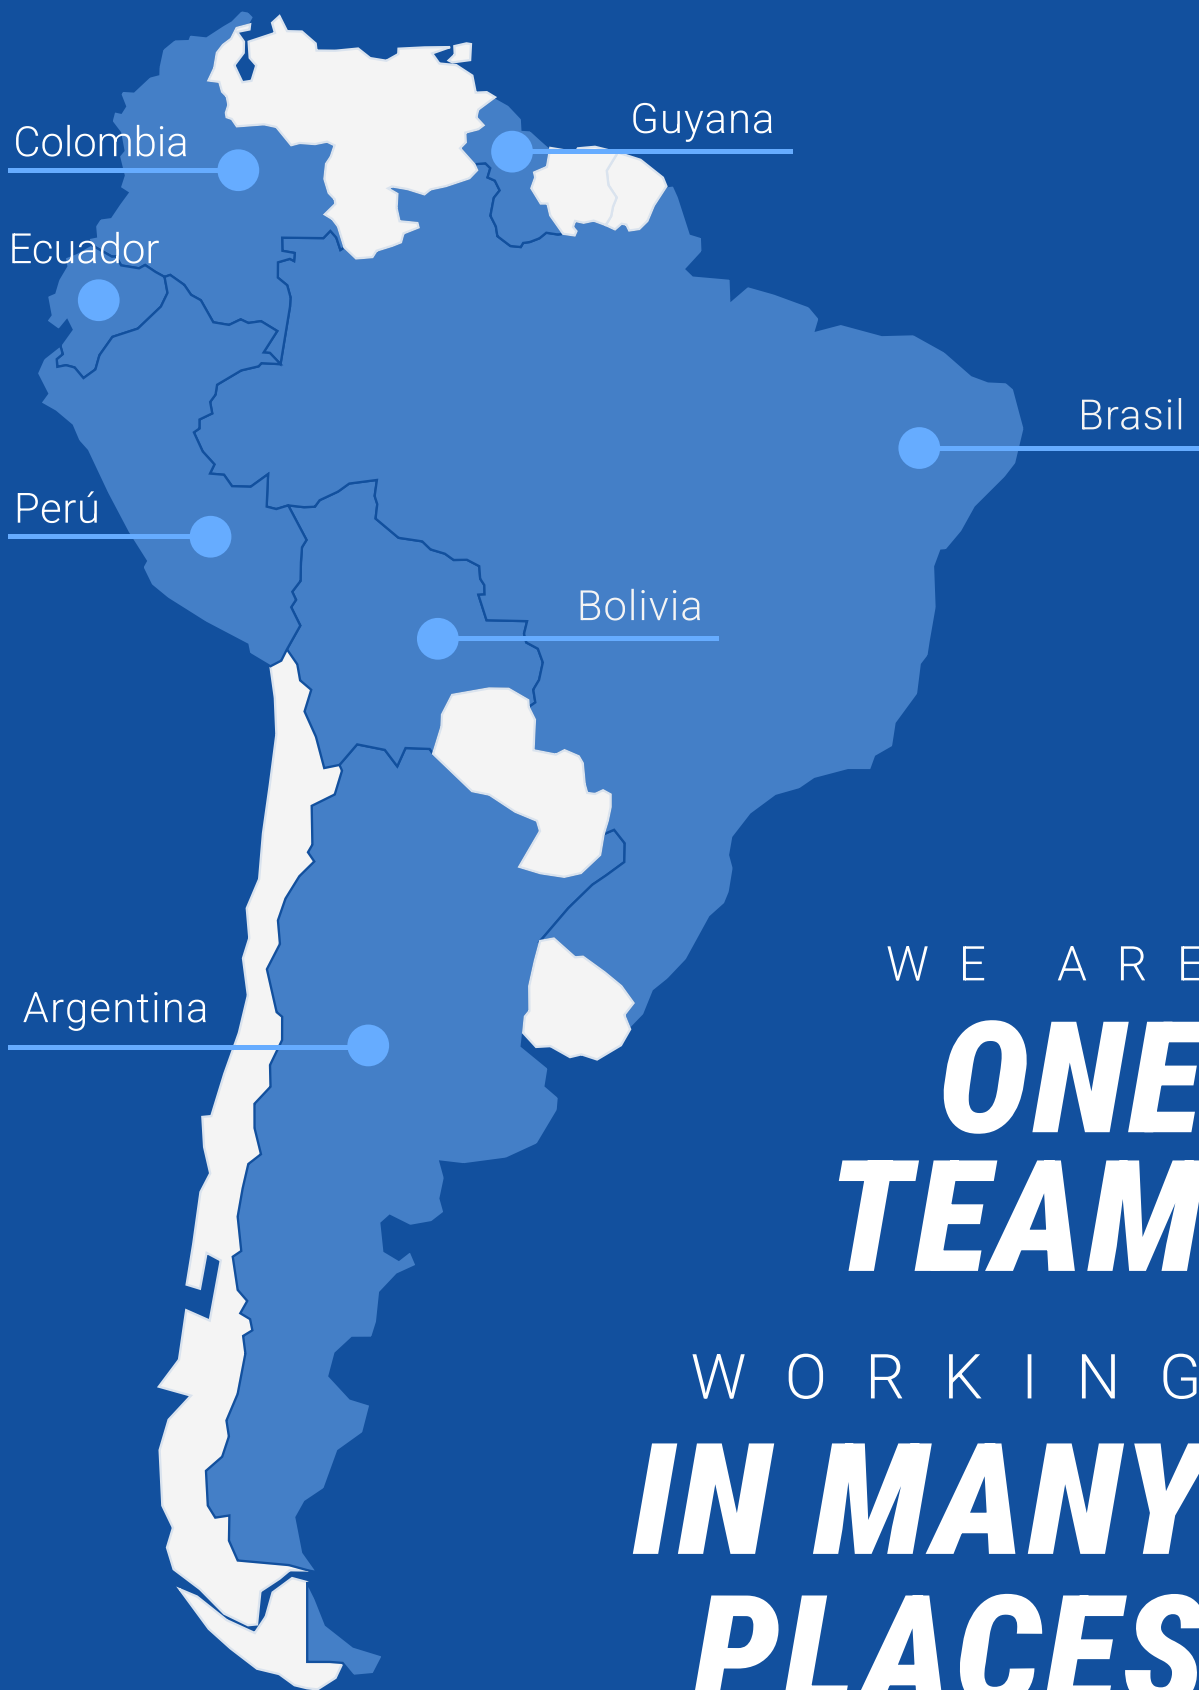 Guyana
Colombia
Ecuador
Brasil
Perú
Bolivia
Argentina
WE ARE
ONE
TEAM
WORKING
IN MANY
PLACES